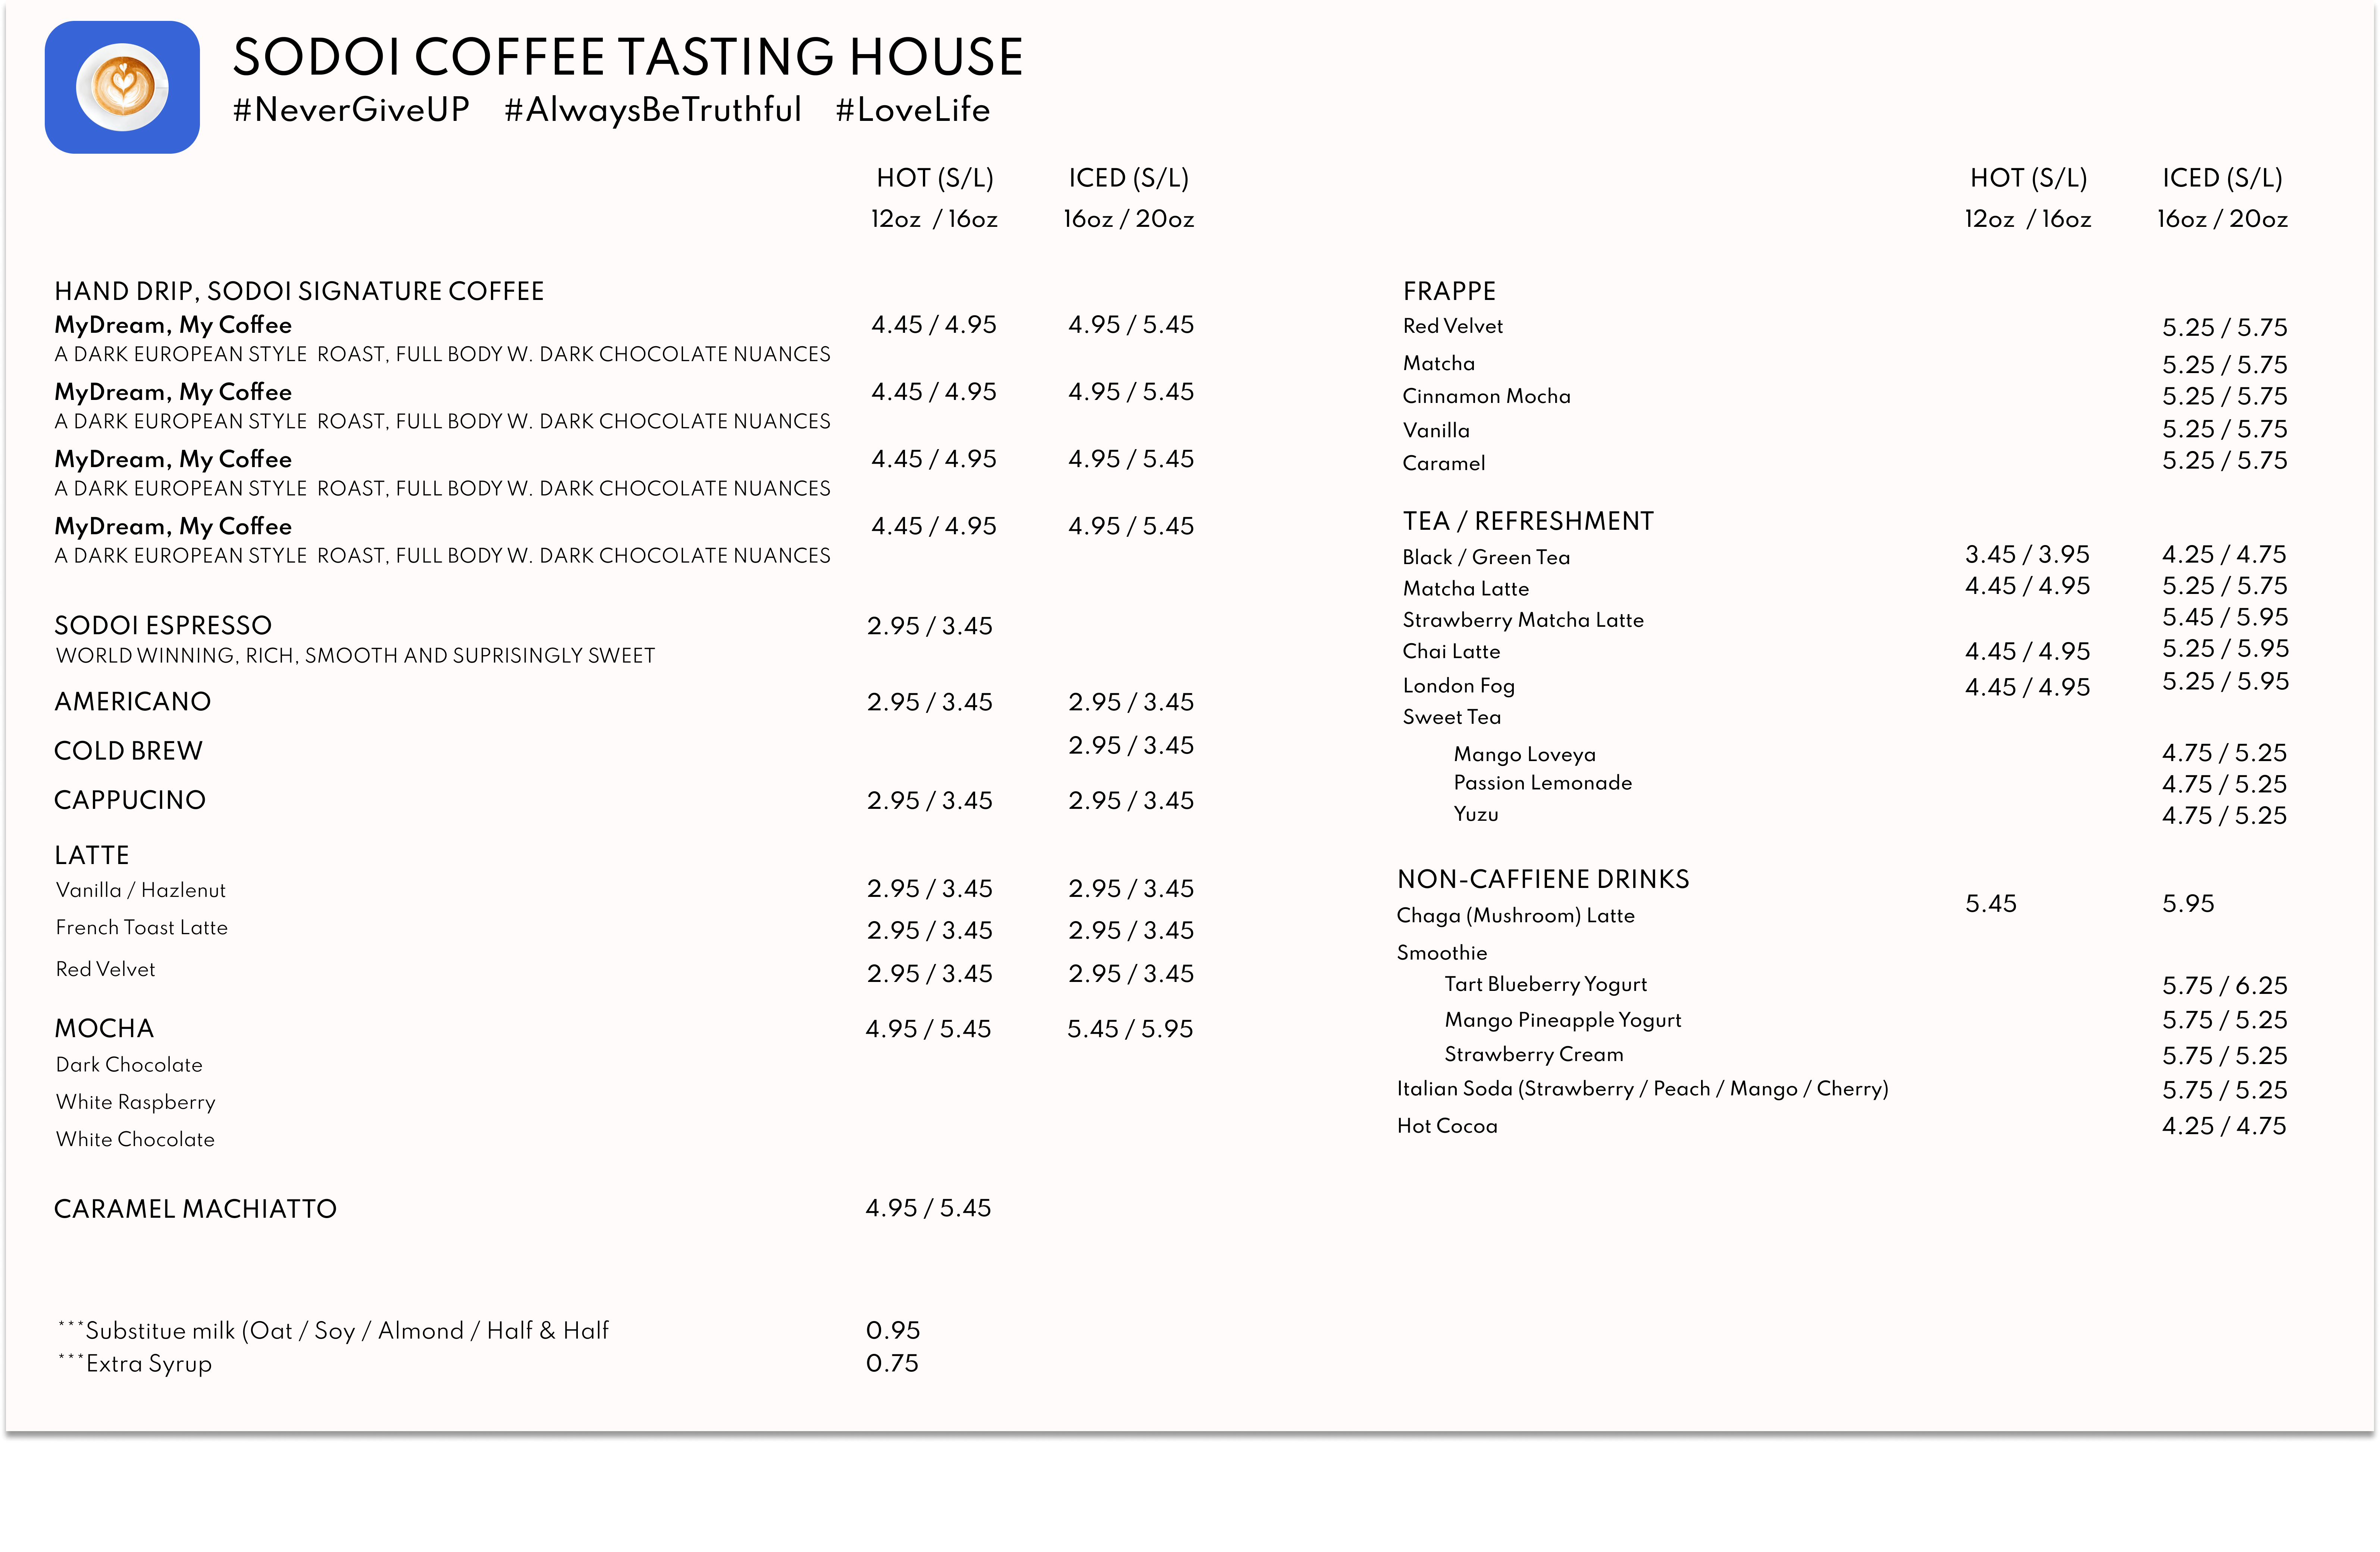 SODOI COFFEE TASTING HOUSE
#NeverGiveUP #AlwaysBeTruthful #LoveLife
HOT (S/L) ICED (S/L)
12oz / 16oz 16oz / 20oz
HAND DRIP, SODOI SIGNATURE COFFEE
MyDream, My Coffee 4.45 / 4.95 4.95 / 5.45
A DARK EUROPEAN STYLE ROAST, FULL BODY W. DARK CHOCOLATE NUANCES
MyDream, My Coffee 4.45 / 4.95 4.95 / 5.45
A DARK EUROPEAN STYLE ROAST, FULL BODY W. DARK CHOCOLATE NUANCES
MyDream, My Coffee 4.45 / 4.95 4.95 / 5.45
A DARK EUROPEAN STYLE ROAST, FULL BODY W. DARK CHOCOLATE NUANCES
MyDream, My Coffee 4.45 / 4.95 4.95 / 5.45
A DARK EUROPEAN STYLE ROAST, FULL BODY W. DARK CHOCOLATE NUANCES
SODOI ESPRESSO 2.95 / 3.45
WORLD WINNING, RICH, SMOOTH AND SUPRISINGLY SWEET
AMERICANO 2.95 / 3.45 2.95 / 3.45
COLD BREW 2.95 / 3.45
CAPPUCINO 2.95 / 3.45 2.95 / 3.45
LATTE
Vanilla / Hazlenut 2.95 / 3.45 2.95 / 3.45
French Toast Latte 2.95 / 3.45 2.95 / 3.45
Red Velvet 2.95 / 3.45 2.95 / 3.45
MOCHA 4.95 / 5.45 5.45 / 5.95
Dark Chocolate
White Raspberry
White Chocolate
CARAMEL MACHIATTO 4.95 / 5.45
***Substitue milk (Oat / Soy / Almond / Half & Half 0.95
***Extra Syrup 0.75
HOT (S/L) ICED (S/L)
12oz / 16oz 16oz / 20oz
FRAPPE
Red Velvet 5.25 / 5.75
Matcha 5.25 / 5.75
Cinnamon Mocha 5.25 / 5.75
Vanilla 5.25 / 5.75
Caramel 5.25 / 5.75
TEA / REFRESHMENT
Black / Green Tea 3.45 / 3.95 4.25 / 4.75
Matcha Latte 4.45 / 4.95 5.25 / 5.75
Strawberry Matcha Latte 5.45 / 5.95
Chai Latte 4.45 / 4.95 5.25 / 5.95
London Fog 4.45 / 4.95 5.25 / 5.95
Sweet Tea
Mango Loveya 4.75 / 5.25
Passion Lemonade 4.75 / 5.25
Yuzu 4.75 / 5.25
NON-CAFFIENE DRINKS
Chaga (Mushroom) Latte 5.45 5.95
Smoothie
Tart Blueberry Yogurt 5.75 / 6.25
Mango Pineapple Yogurt 5.75 / 5.25
Strawberry Cream 5.75 / 5.25
Italian Soda (Strawberry / Peach / Mango / Cherry) 5.75 / 5.25
Hot Cocoa 4.25 / 4.75